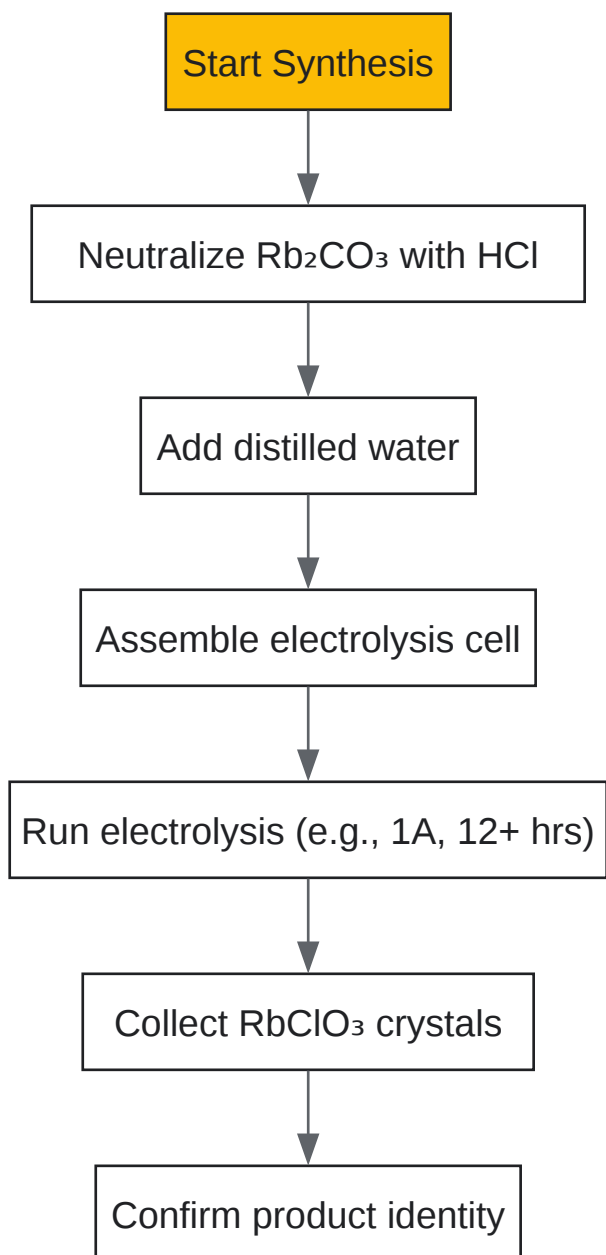 Start Synthesis
Neutralize Rb₂CO₃ with HCl
Add distilled water
Assemble electrolysis cell
Run electrolysis (e.g., 1A, 12+ hrs)
Collect RbClO₃ crystals
Confirm product identity